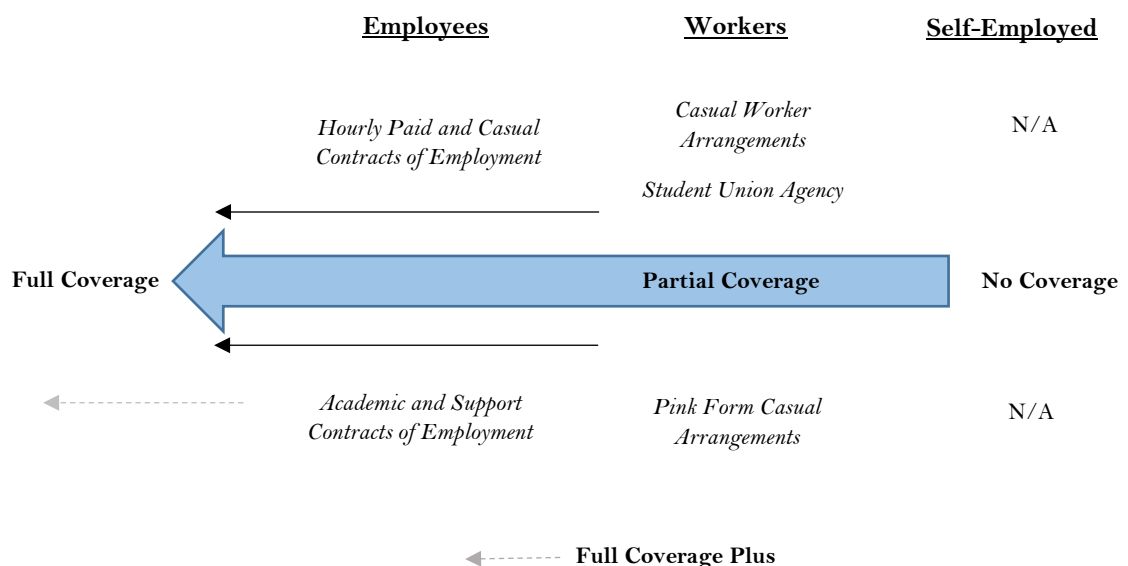 Employees
Workers
Self-Employed
Hourly Paid and Casual
Contracts of Employment
Casual Worker
Arrangements
Student Union Agency
N/A
Full Coverage
Partial Coverage
No Coverage
Academic and Support
Contracts of Employment
Pink Form Casual
Arrangements
N/A
Full Coverage Plus